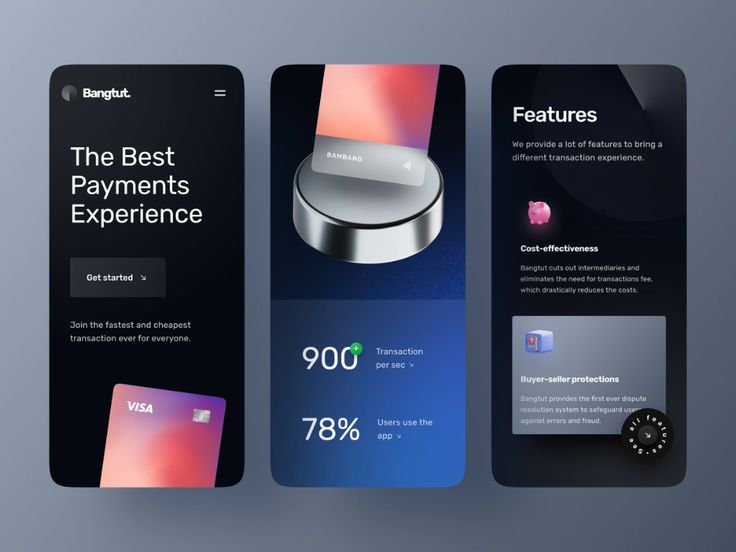 Bangtut.
The Best
Payments
Experience
Get started ↘
Join the fastest and cheapest
transaction ever for everyone.
VISA
BAMBANG
900+
Transaction
per sec ↘
78%
Users use the
app ↘
Features
We provide a lot of features to bring a
different transaction experience.
Cost-effectiveness
Bangtut cuts out intermediaries and
eliminates the need for transactions fee,
which drastically reduces the costs.
Buyer-seller protections
Bangtut provides the first ever dispute
resolution system to safeguard users
against errors and fraud.
See all features •